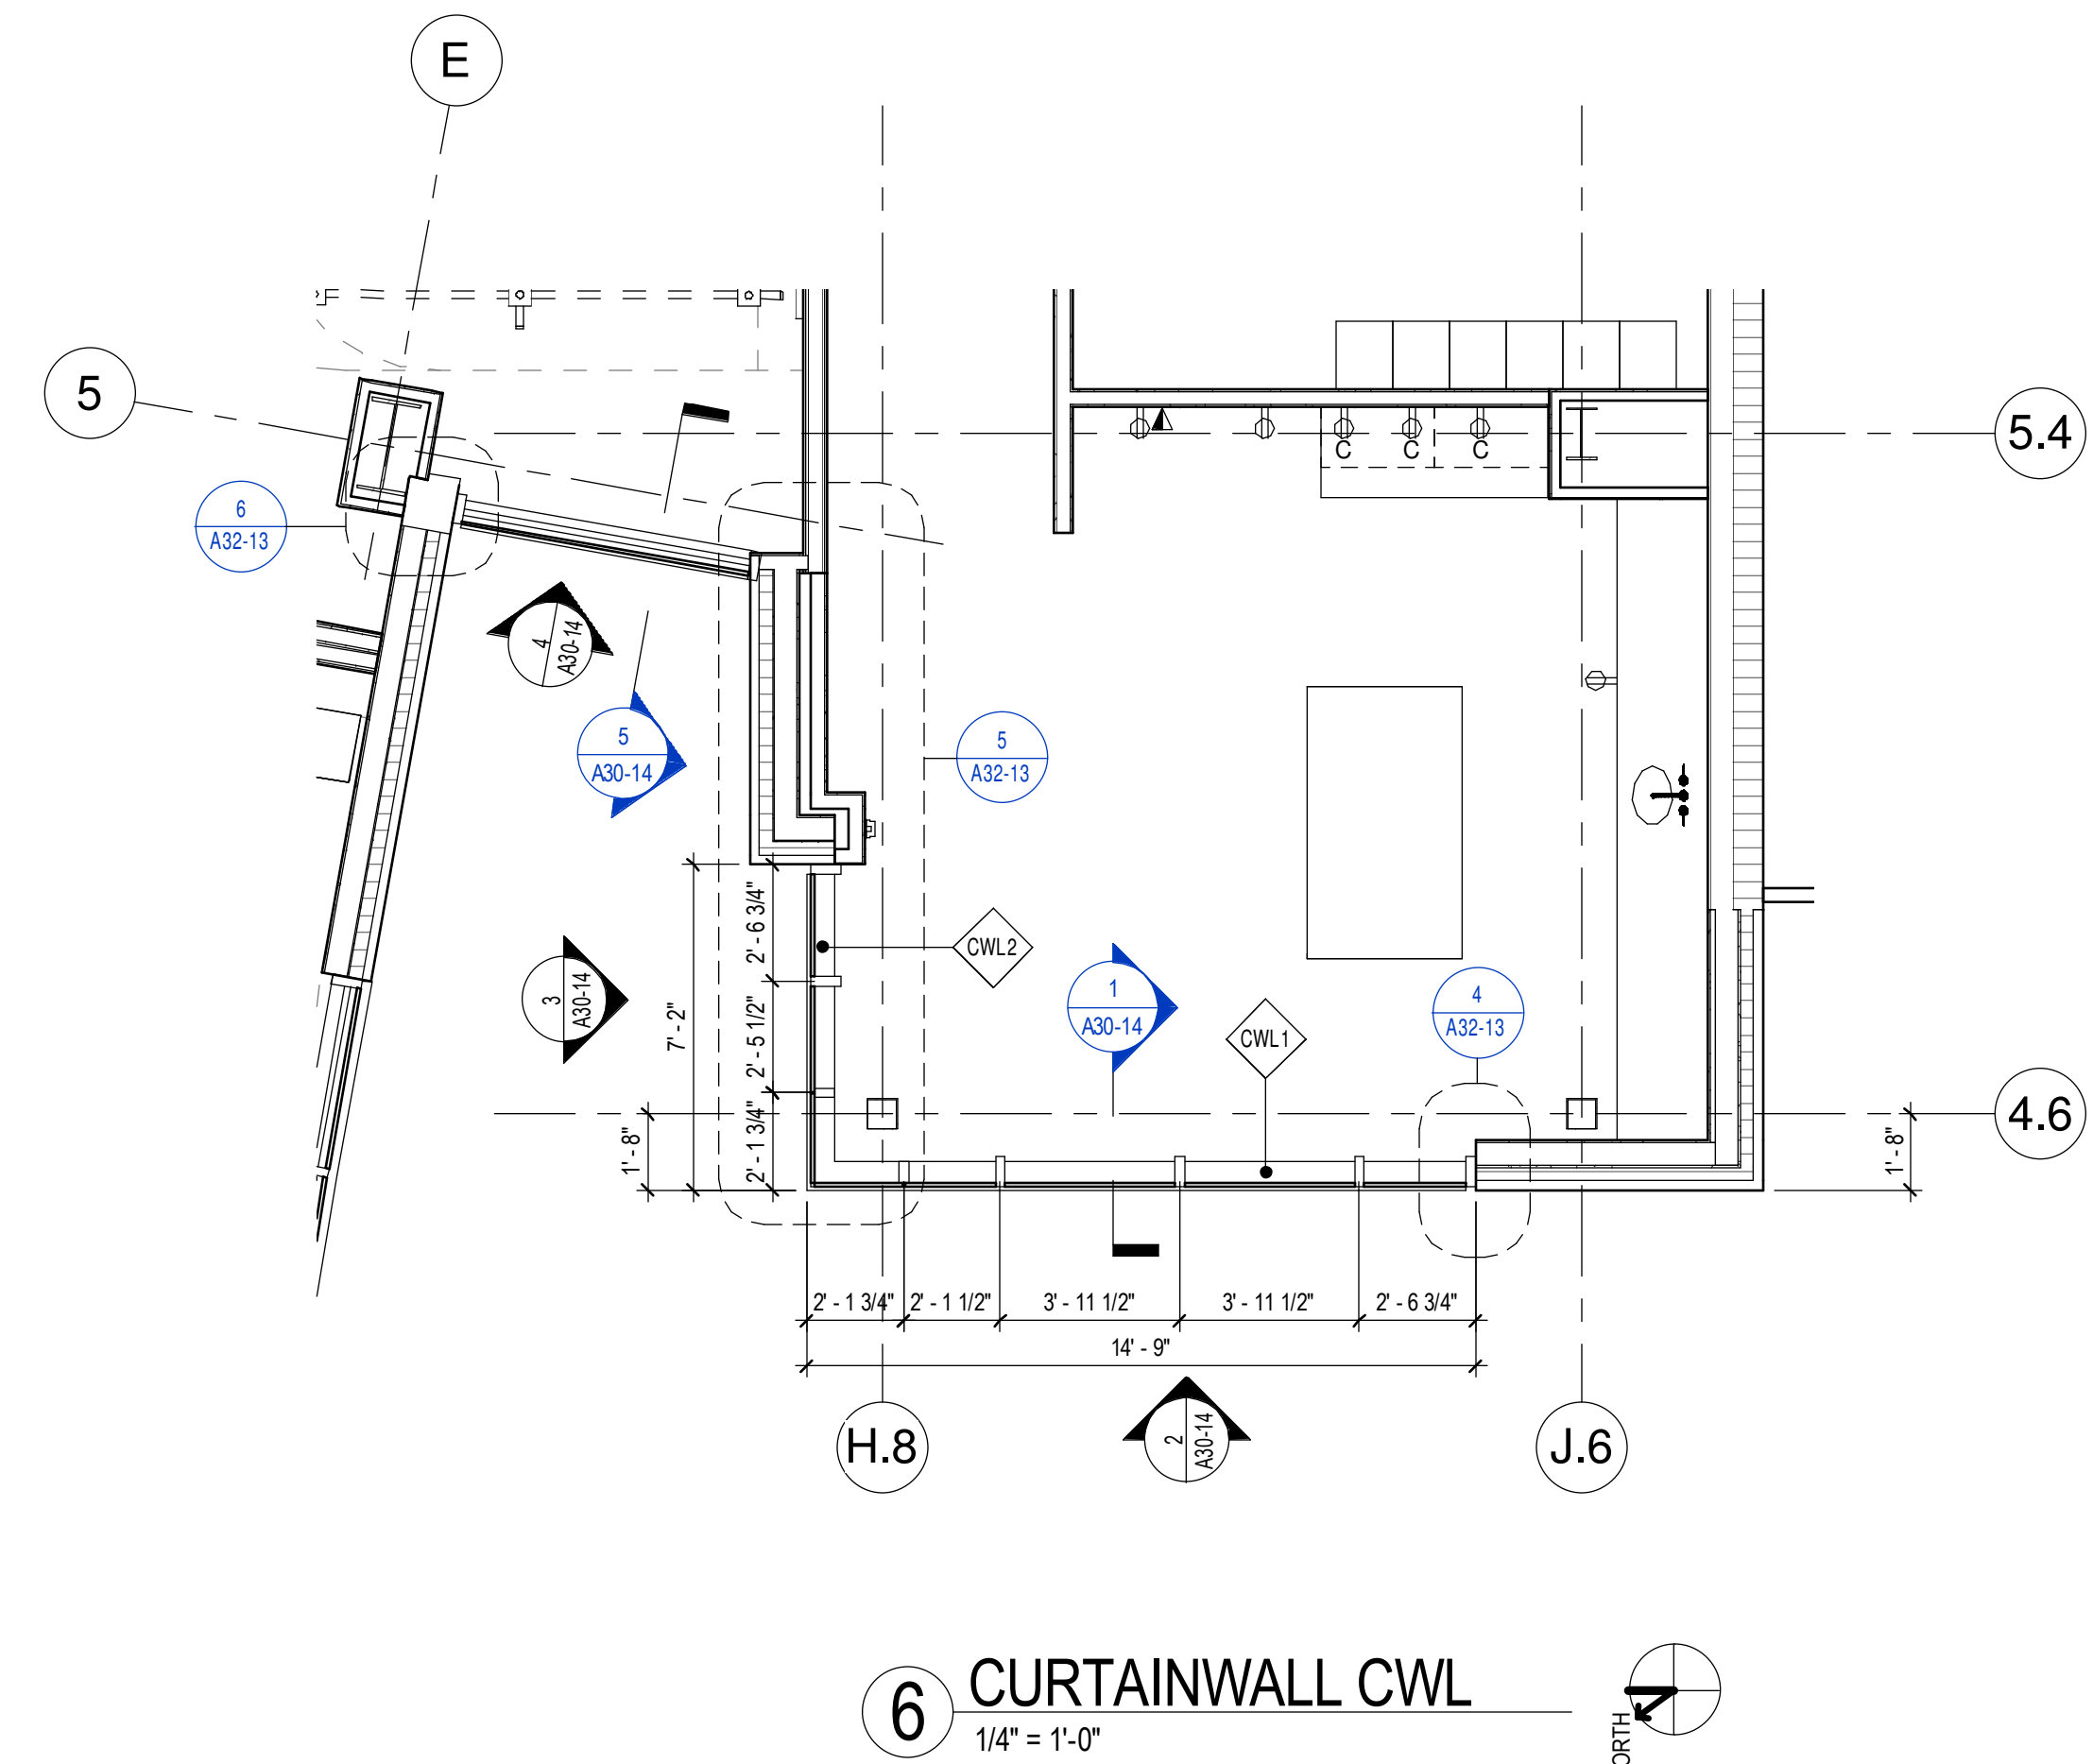 E
5
5.4
C
C
C
6
A32-13
4
A30-14
5
A30-14
5
A32-13
2' - 6 3/4"
CWL2
3
A30-14
7' - 2"
2' - 5 1/2"
1
A30-14
CWL1
4
A32-13
4.6
1' - 8"
2' - 1 3/4"
1' - 8"
2' - 1 3/4"
2' - 1 1/2"
3' - 11 1/2"
3' - 11 1/2"
2' - 6 3/4"
14' - 9"
H.8
2
A30-14
J.6
6
CURTAINWALL CWL
1/4" = 1'-0"
ORTH